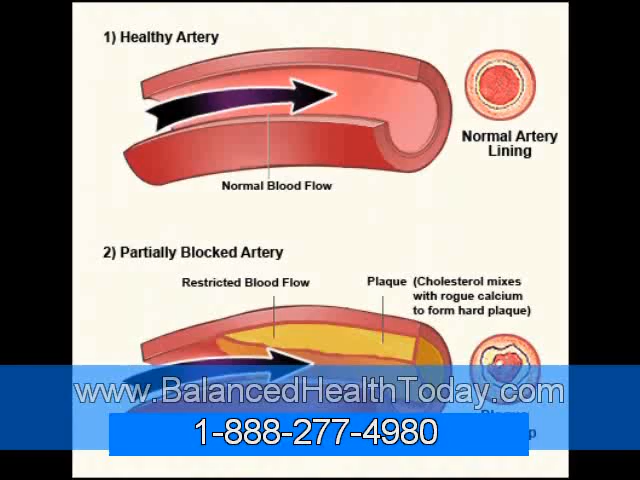 1) Healthy Artery
Normal Artery
Lining
Normal Blood Flow
2) Partially Blocked Artery
Restricted Blood Flow
Plaque (Cholesterol mixes
with rogue calcium
to form hard plaque)
www.BalancedHealthToday.com
1-888-277-4980